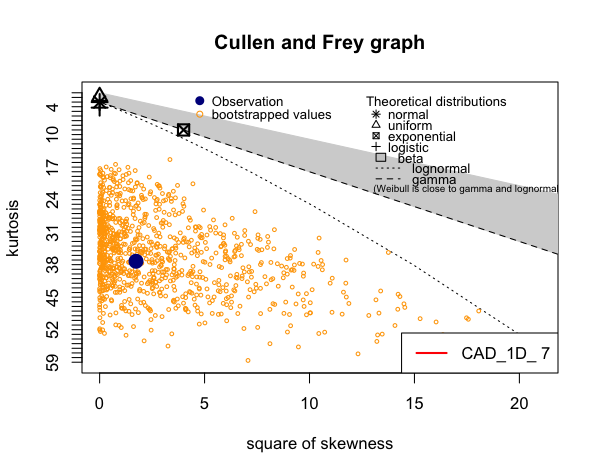 Cullen and Frey graph
Observation
bootstrapped values
Theoretical distributions
normal
uniform
exponential
logistic
beta
lognormal
gamma
(Weibull is close to gamma and lognormal
kurtosis
4
10
17
24
31
38
45
52
59
CAD_1D_ 7
0 5 10 15 20
square of skewness